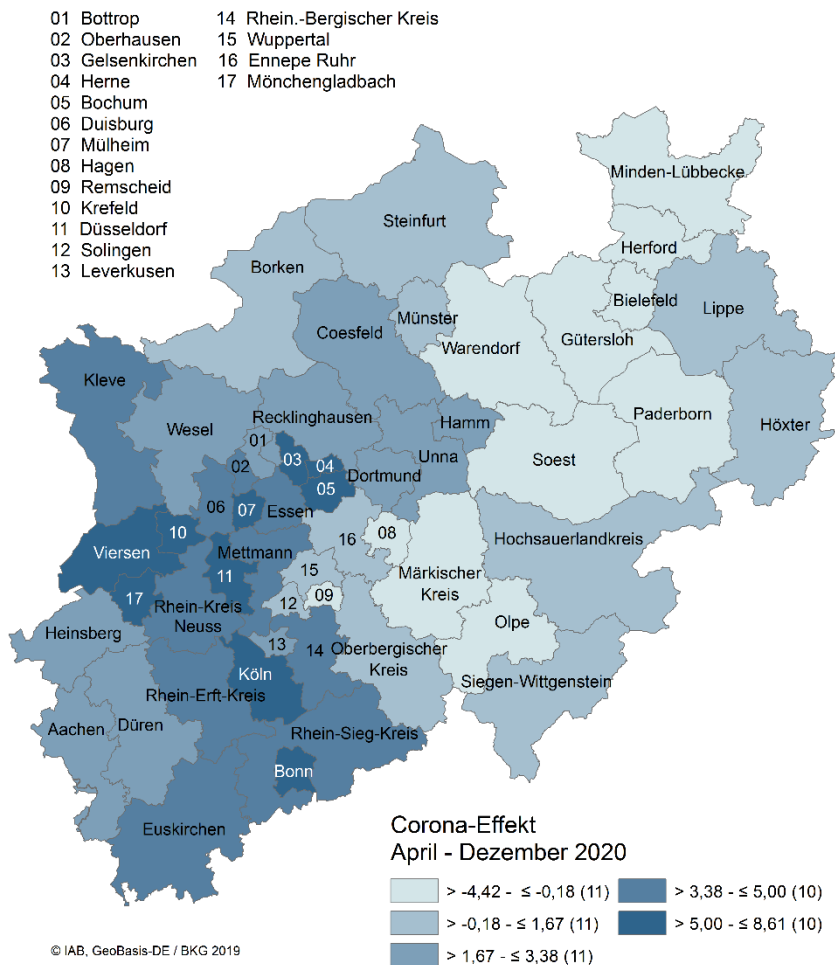 01 Bottrop
02 Oberhausen
03 Gelsenkirchen
04 Herne
05 Bochum
06 Duisburg
07 Mülheim
08 Hagen
09 Remscheid
10 Krefeld
11 Düsseldorf
12 Solingen
13 Leverkusen
14 Rhein.-Bergischer Kreis
15 Wuppertal
16 Ennepe Ruhr
17 Mönchengladbach
Minden-Lübbecke
Steinfurt
Herford
Borken
Bielefeld
Lippe
Münster
Coesfeld
Warendorf
Gütersloh
Kleve
Paderborn
Recklinghausen
Höxter
Wesel
Hamm
01
Unna
Soest
03
04
02
Dortmund
05
06
07
Essen
10
16
08
Hochsauerlandkreis
Viersen
Mettmann
15
11
Märkischer
Kreis
17
12
09
Rhein-Kreis
Neuss
Olpe
Heinsberg
13
14
Oberbergischer
Kreis
Köln
Siegen-Wittgenstein
Rhein-Erft-Kreis
Aachen
Düren
Rhein-Sieg-Kreis
Bonn
Euskirchen
Corona-Effekt
April - Dezember 2020
> -4,42 - ≤ -0,18 (11)
> -0,18 - ≤ 1,67 (11)
> 1,67 - ≤ 3,38 (11)
> 3,38 - ≤ 5,00 (10)
> 5,00 - ≤ 8,61 (10)
© IAB, GeoBasis-DE / BKG 2019